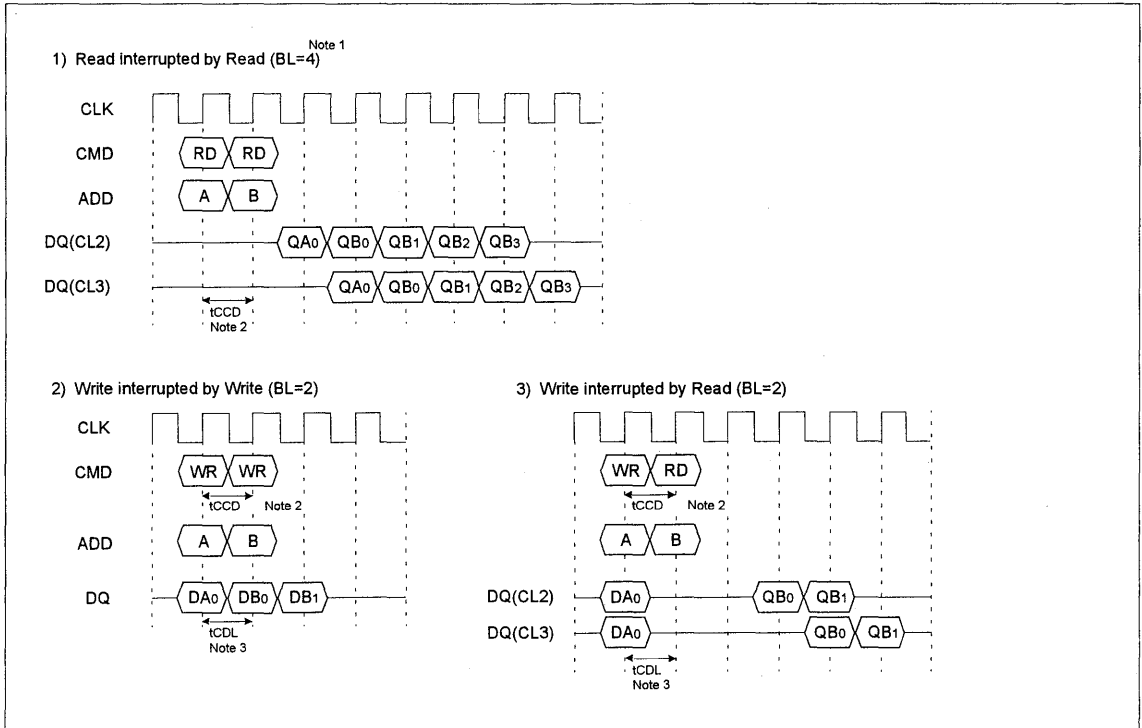 1) Read interrupted by Read (BL=4) Note 1
CLK
CMD RD RD
ADD A B
DQ(CL2) QA0 QB0 QB1 QB2 QB3
DQ(CL3) QA0 QB0 QB1 QB2 QB3
tCCD
Note 2
2) Write interrupted by Write (BL=2)
CLK
CMD WR WR
tCCD Note 2
ADD A B
DQ DA0 DB0 DB1
tCDL
Note 3
3) Write interrupted by Read (BL=2)
WR RD
tCCD Note 2
A B
DQ(CL2) DA0 QB0 QB1
DQ(CL3) DA0 QB0 QB1
tCDL
Note 3